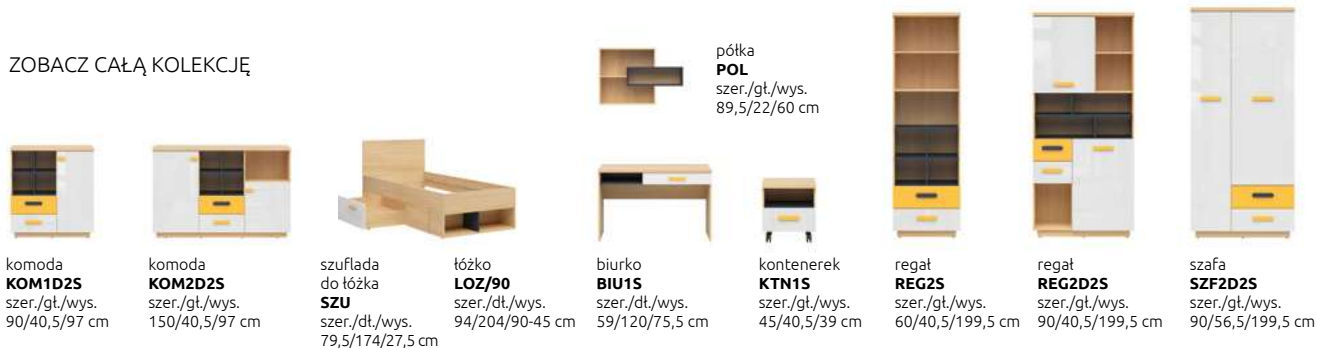 ZOBACZ CAŁĄ KOLEKCJĘ
półka
POL
szer./gł./wys.
89,5/22/60 cm
komoda
KOM1D2S
szer./gł./wys.
90/40,5/97 cm
komoda
KOM2D2S
szer./gł./wys.
150/40,5/97 cm
szuflada
do łóżka
SZU
szer./dł./wys.
79,5/174/27,5 cm
łóżko
LOZ/90
szer./dł./wys.
94/204/90-45 cm
biurko
BIU1S
szer./dł./wys.
59/120/75,5 cm
kontenerek
KTN1S
szer./gł./wys.
45/40,5/39 cm
regał
REG2S
szer./gł./wys.
60/40,5/199,5 cm
regał
REG2D2S
szer./gł./wys.
90/40,5/199,5 cm
szafa
SZF2D2S
szer./gł./wys.
90/56,5/199,5 cm